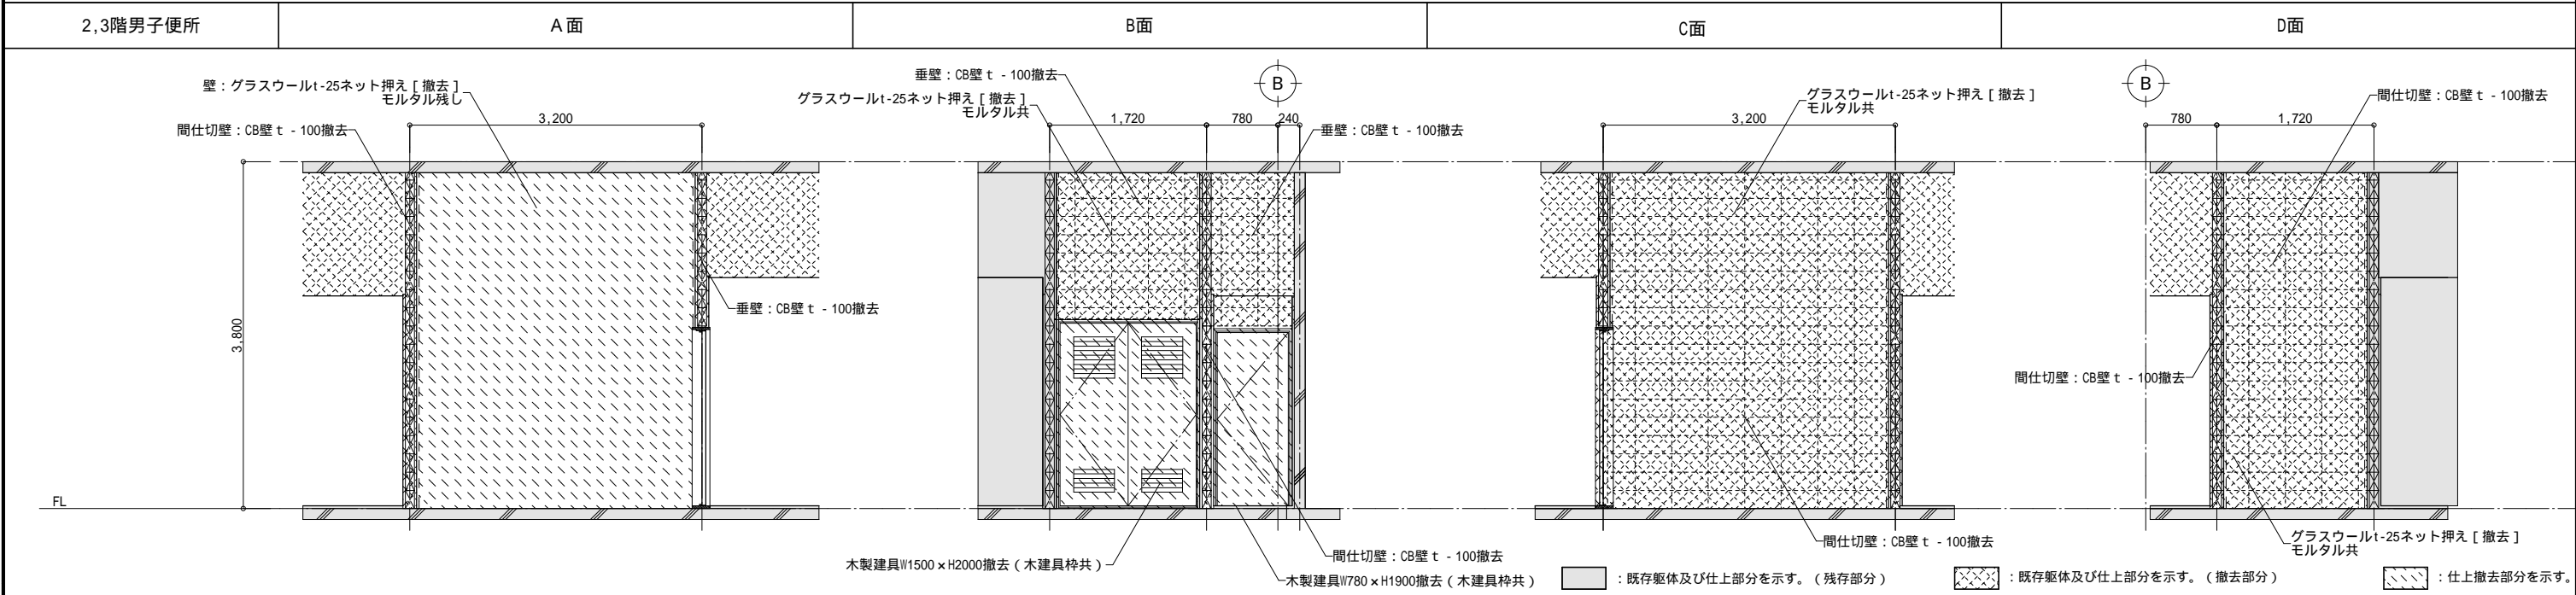 2,3階男子便所
A面
B面
C面
D面
壁：グラスウールt-25ネット押え［撤去］
モルタル残し
間仕切壁：CB壁ｔ-100撤去
3,200
垂壁：CB壁ｔ-100撤去
3,800
FL
垂壁：CB壁ｔ-100撤去
グラスウールt-25ネット押え［撤去］
モルタル共
B
1,720
780
240
垂壁：CB壁ｔ-100撤去
間仕切壁：CB壁ｔ-100撤去
木製建具W1500×H2000撤去（木建具枠共）
木製建具W780×H1900撤去（木建具枠共）
グラスウールt-25ネット押え［撤去］
モルタル共
3,200
間仕切壁：CB壁ｔ-100撤去
B
780
1,720
間仕切壁：CB壁ｔ-100撤去
間仕切壁：CB壁ｔ-100撤去
グラスウールt-25ネット押え［撤去］
モルタル共
：既存躯体及び仕上部分を示す。（残存部分）
：既存躯体及び仕上部分を示す。（撤去部分）
：仕上撤去部分を示す。